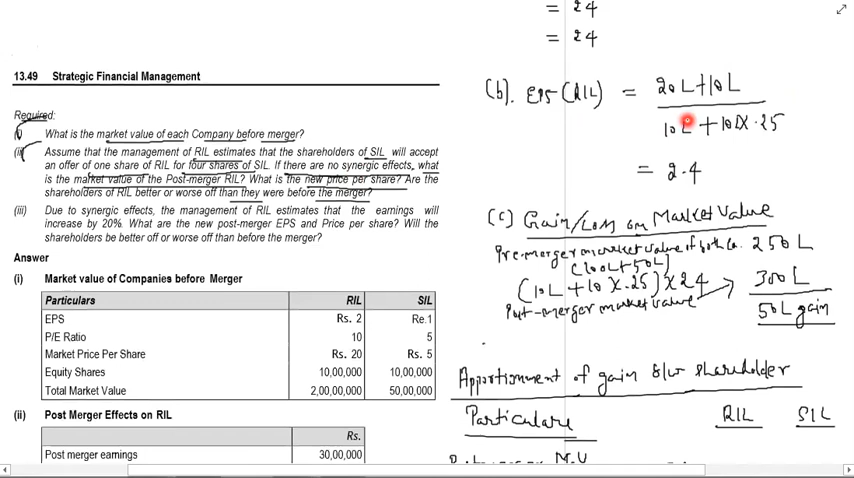 13.49 Strategic Financial Management
Required:
(i) What is the market value of each Company before merger?
(ii) Assume that the management of RIL estimates that the shareholders of SIL will accept
an offer of one share of RIL for four shares of SIL. If there are no synergic effects, what
is the market value of the Post-merger RIL? What is the new price per share? Are the
shareholders of RIL better or worse off than they were before the merger?
(iii) Due to synergic effects, the management of RIL estimates that the earnings will
increase by 20%. What are the new post-merger EPS and Price per share? Will the
shareholders be better off or worse off than before the merger?
Answer
(i) Market value of Companies before Merger
Particulars RIL SIL
EPS Rs. 2 Re.1
P/E Ratio 10 5
Market Price Per Share Rs. 20 Rs. 5
Equity Shares 10,00,000 10,00,000
Total Market Value 2,00,00,000 50,00,000
(ii) Post Merger Effects on RIL
Rs.
Post merger earnings 30,00,000
= 24
= 24
(b). EPS (RIL) = 20L+10L
10L + 10LX.25
= 2.4
(c) Gain/Loss on Market Value
Pre-merger market value of both Co. 250L
(200L+50L)
(10L + 10 X.25) X 24 → 300L
Post-merger market value 50L gain
Apportionment of gain b/w shareholder
Particulars RIL SIL